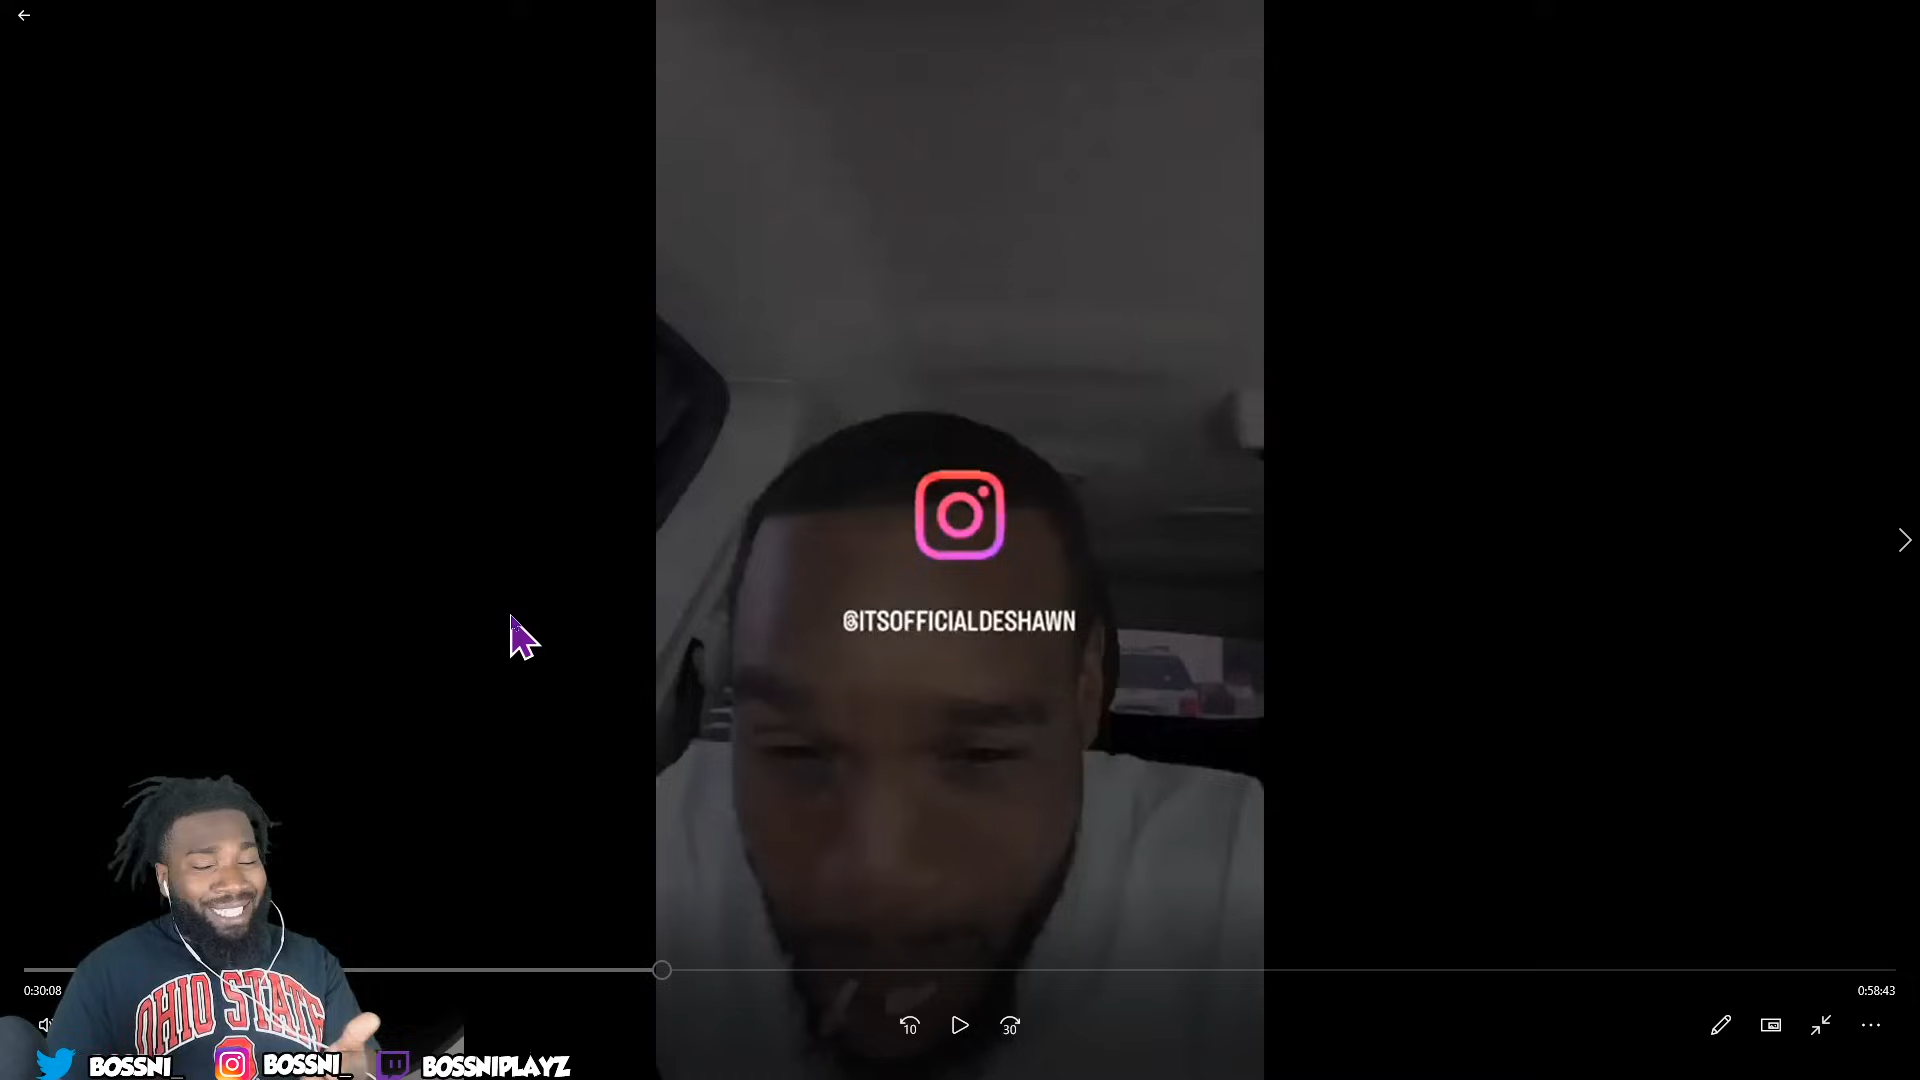 @ITSOFFICIALDESHAWN
OHIO STATE
0:30:08
0:58:43
10
30
BOSSNI_
BOSSNI_
BOSSNIPLAYZ